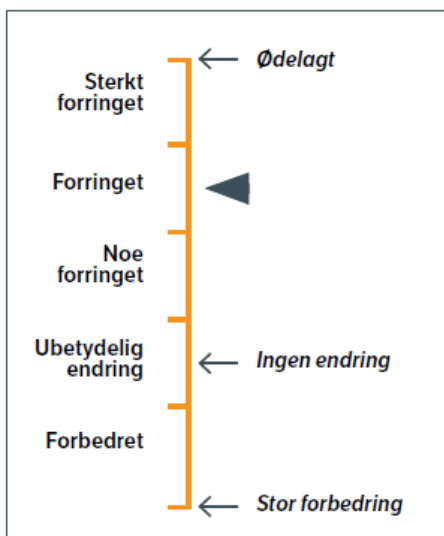 Ødelagt
Sterkt
forringet
Forringet
Noe
forringet
Ubetydelig
endring
Ingen endring
Forbedret
Stor forbedring